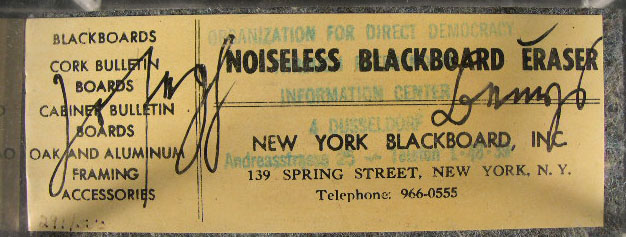 BLACKBOARDS
CORK BULLETIN
BOARDS
CABINET BULLETIN
BOARDS
OAK AND ALUMINUM
FRAMING
ACCESSORIES
ORGANIZATION FOR DIRECT DEMOCRACY
NOISELESS BLACKBOARD ERASER
INFORMATION CENTER
4 DUSSELDORF
Andreasstrasse 25
NEW YORK BLACKBOARD, INC
139 SPRING STREET, NEW YORK, N. Y.
Telephone: 966-0555